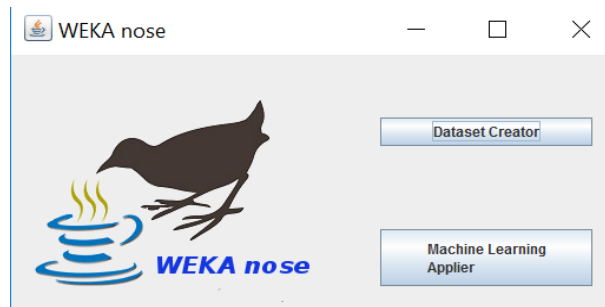 WEKA nose
Dataset Creator
Machine Learning
Applier
WEKA nose